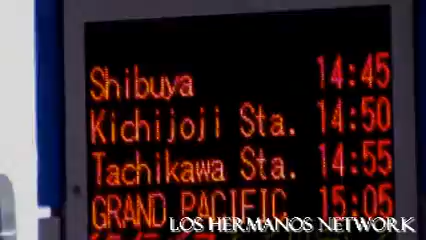 Shibuya 14:45
Kichijoji Sta. 14:50
Tachikawa Sta. 14:55
GRAND PACIFIC 15:05
LOS HERMANOS NETWORK